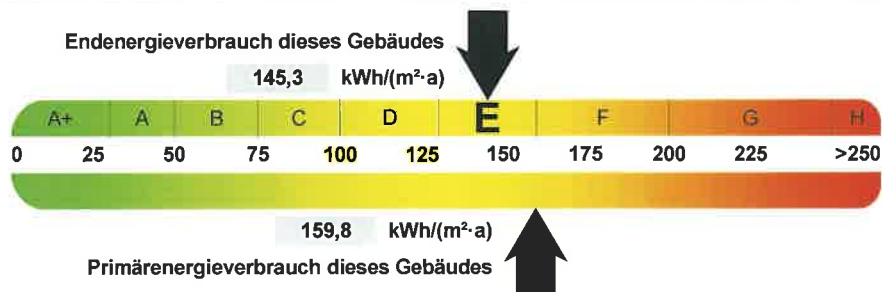 Endenergieverbrauch dieses Gebäudes
145,3 kWh/(m²·a)
A+ A B C D E F G H
0 25 50 75 100 125 150 175 200 225 >250
159,8 kWh/(m²·a)
Primärenergieverbrauch dieses Gebäudes